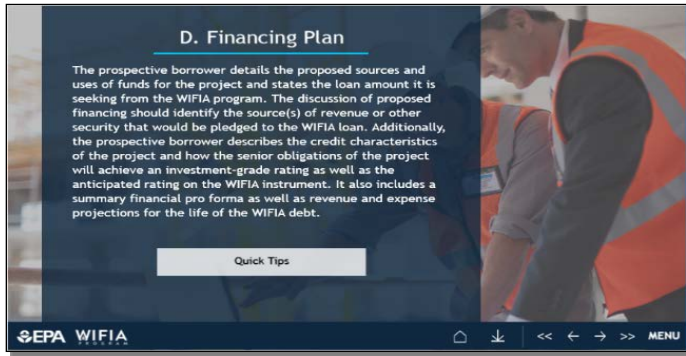 D. Financing Plan
The prospective borrower details the proposed sources and
uses of funds for the project and states the loan amount it is
seeking from the WIFIA program. The discussion of proposed
financing should identify the source(s) of revenue or other
security that would be pledged to the WIFIA loan. Additionally,
the prospective borrower describes the credit characteristics
of the project and how the senior obligations of the project
will achieve an investment-grade rating as well as the
anticipated rating on the WIFIA instrument. It also includes a
summary financial pro forma as well as revenue and expense
projections for the life of the WIFIA debt.
Quick Tips
EPA WIFIA
PROGRAM
<< ← → >> MENU